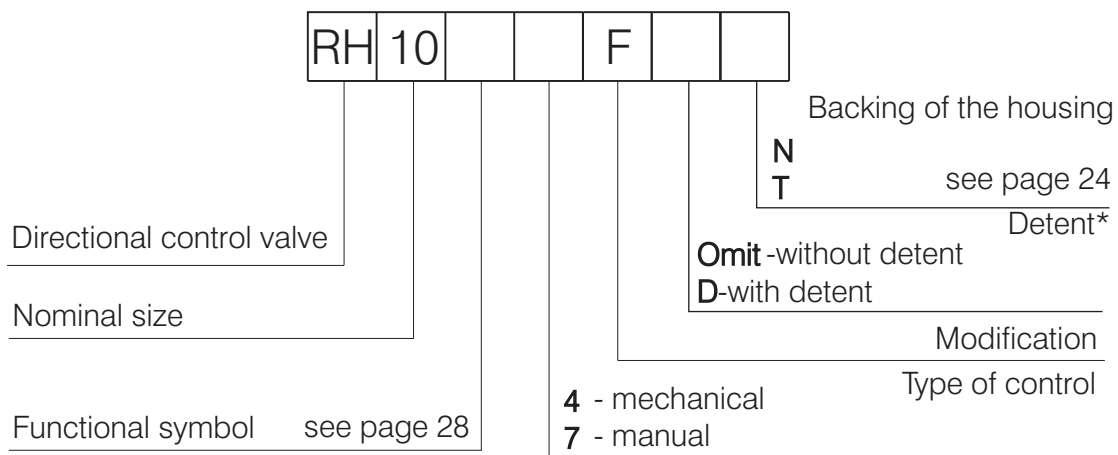 RH 10 F
Backing of the housing
N
T see page 24
Detent*
Directional control valve
Omit -without detent
D-with detent
Nominal size
Modification
Type of control
4 - mechanical
Functional symbol see page 28
7 - manual